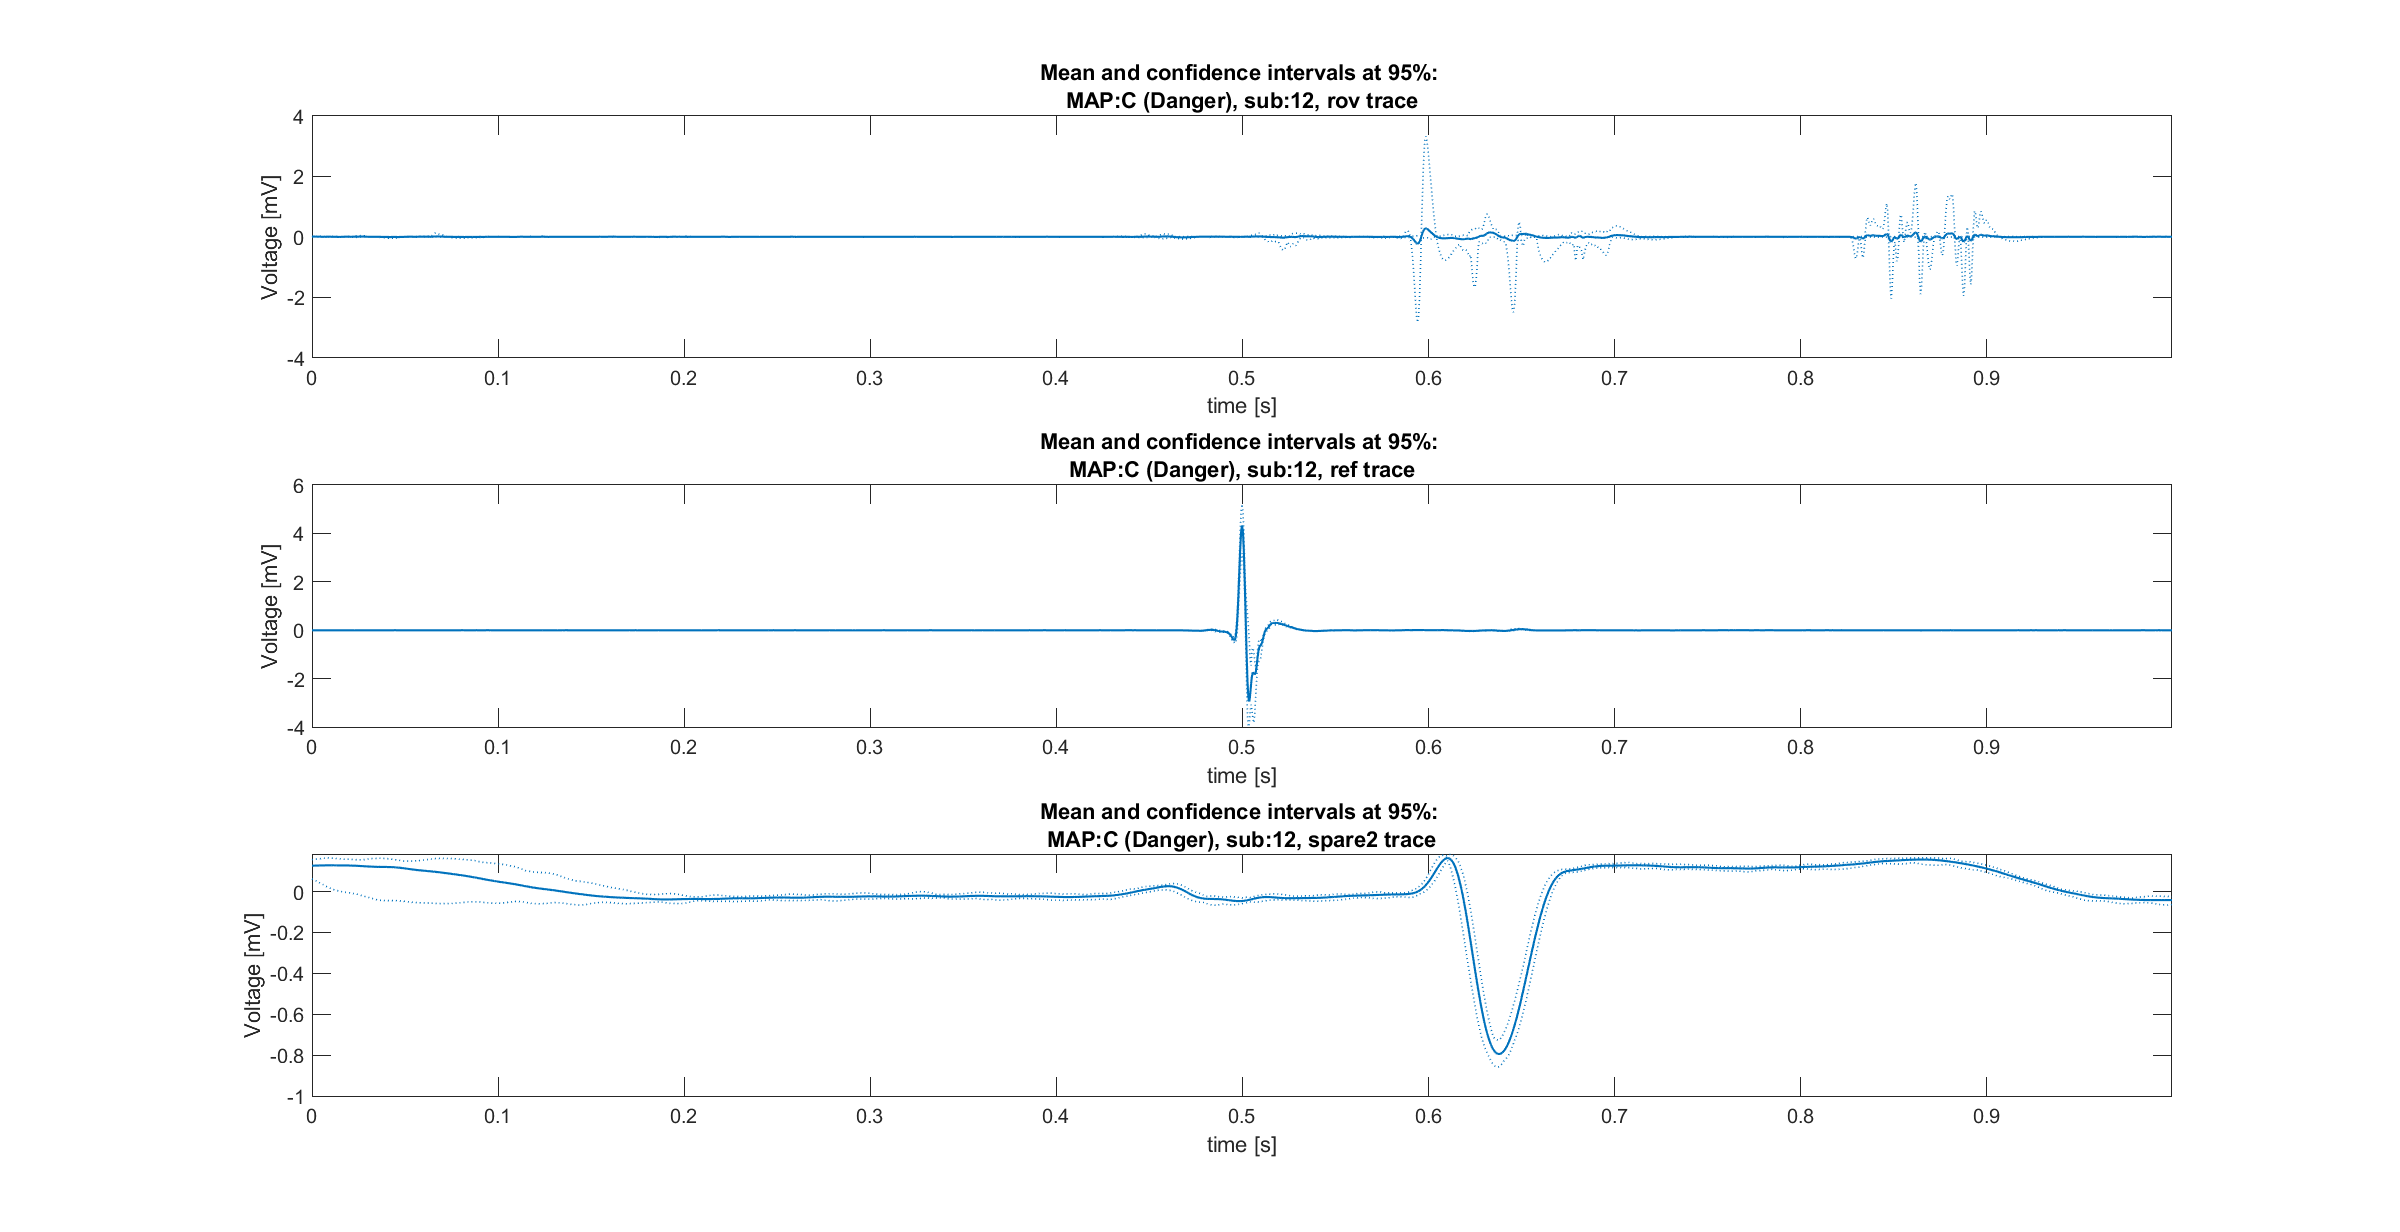 Mean and confidence intervals at 95%:
MAP:C (Danger), sub:12, rov trace
4
2
0
-2
-4
Voltage [mV]
0 0.1 0.2 0.3 0.4 0.5 0.6 0.7 0.8 0.9
time [s]
Mean and confidence intervals at 95%:
MAP:C (Danger), sub:12, ref trace
6
4
2
0
-2
-4
Voltage [mV]
0 0.1 0.2 0.3 0.4 0.5 0.6 0.7 0.8 0.9
time [s]
Mean and confidence intervals at 95%:
MAP:C (Danger), sub:12, spare2 trace
0
-0.2
-0.4
-0.6
-0.8
-1
Voltage [mV]
0 0.1 0.2 0.3 0.4 0.5 0.6 0.7 0.8 0.9
time [s]